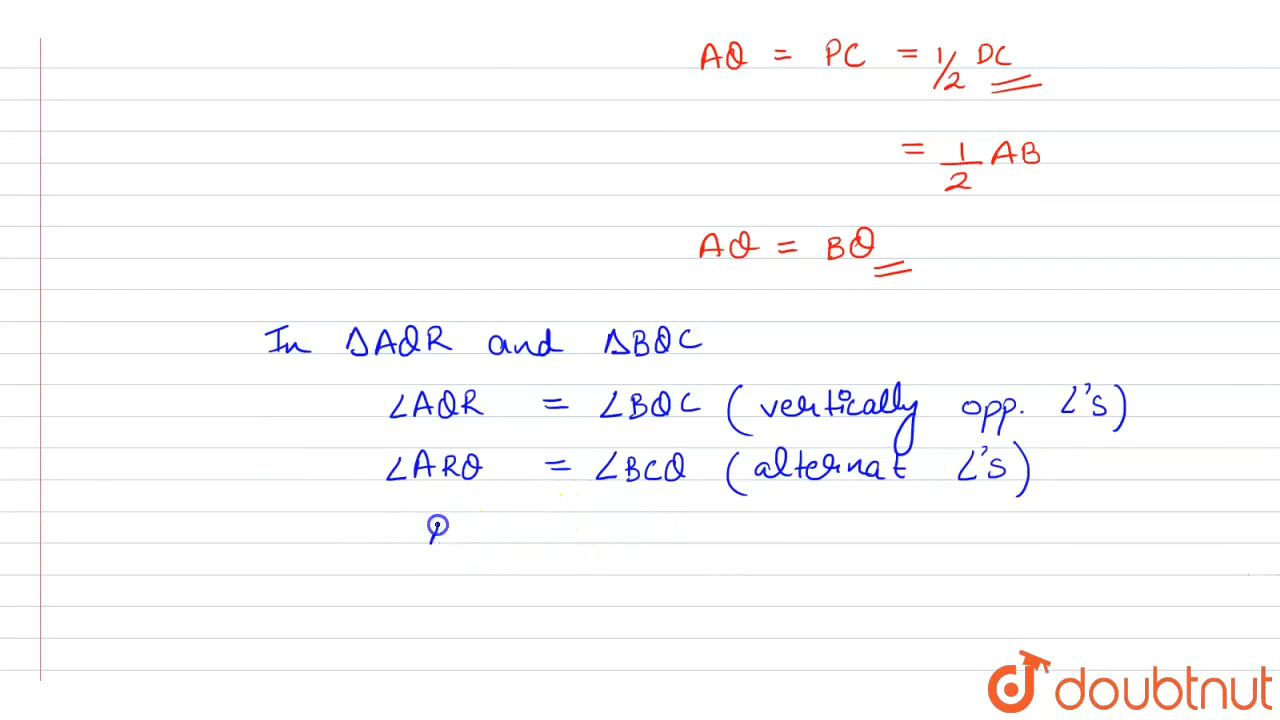 AQ = PC = 1/2 DC
= 1/2 AB
AQ = BQ
In ΔAQR and ΔBQC
∠AQR = ∠BQC (vertically opp. ∠'s)
∠ARQ = ∠BCQ (alternat ∠'s)
doubtnut